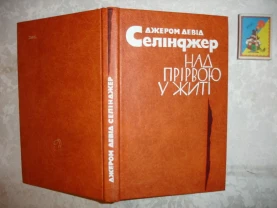 ДЖЕРОМ ДЕВІД
Селінджер
НАД
ПРІРВОЮ
У ЖИТІ
ДЖЕРОМ ДЕВІД СЕЛІНДЖЕР